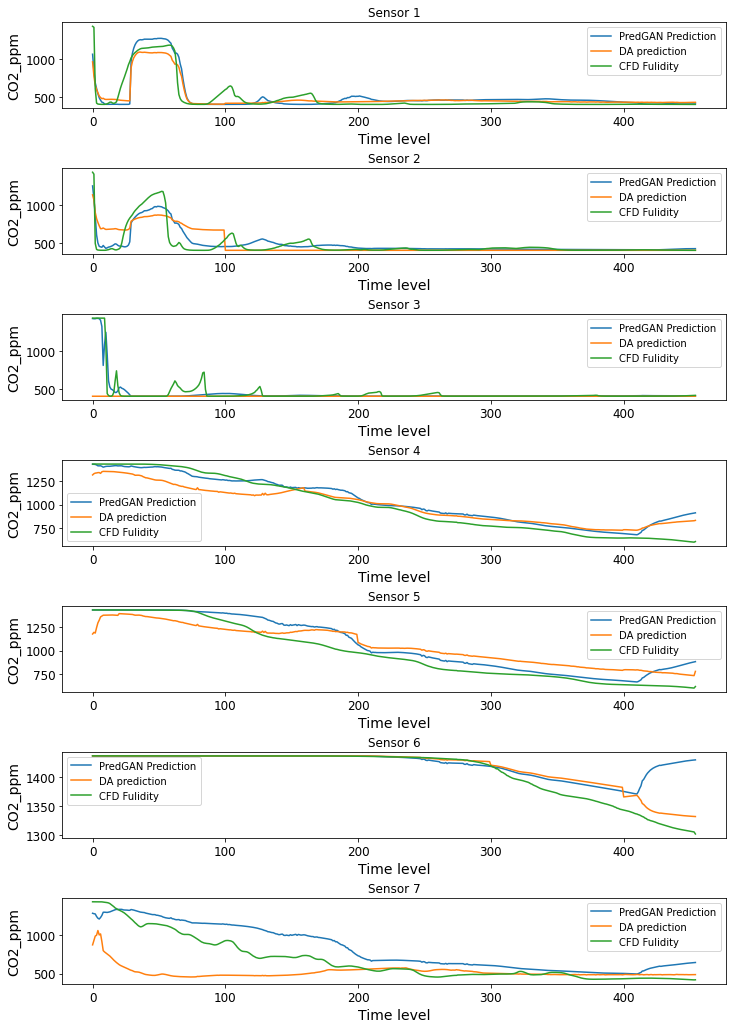 Sensor 1
CO2_ppm
1000
500
PredGAN Prediction
DA prediction
CFD Fulidity
0
100
200
300
400
Time level
Sensor 2
CO2_ppm
1000
500
PredGAN Prediction
DA prediction
CFD Fulidity
0
100
200
300
400
Time level
Sensor 3
CO2_ppm
1000
500
PredGAN Prediction
DA prediction
CFD Fulidity
0
100
200
300
400
Time level
Sensor 4
CO2_ppm
1250
1000
750
PredGAN Prediction
DA prediction
CFD Fulidity
0
100
200
300
400
Time level
Sensor 5
CO2_ppm
1250
1000
750
PredGAN Prediction
DA prediction
CFD Fulidity
0
100
200
300
400
Time level
Sensor 6
CO2_ppm
1400
1350
1300
PredGAN Prediction
DA prediction
CFD Fulidity
0
100
200
300
400
Time level
Sensor 7
CO2_ppm
1000
500
PredGAN Prediction
DA prediction
CFD Fulidity
0
100
200
300
400
Time level